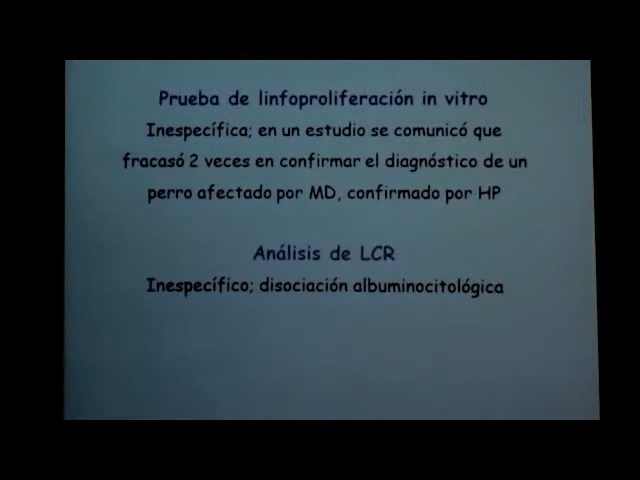 Prueba de linfoproliferación in vitro
Inespecífica; en un estudio se comunicó que
fracasó 2 veces en confirmar el diagnóstico de un
perro afectado por MD, confirmado por HP
Análisis de LCR
Inespecífico; disociación albuminocitológica